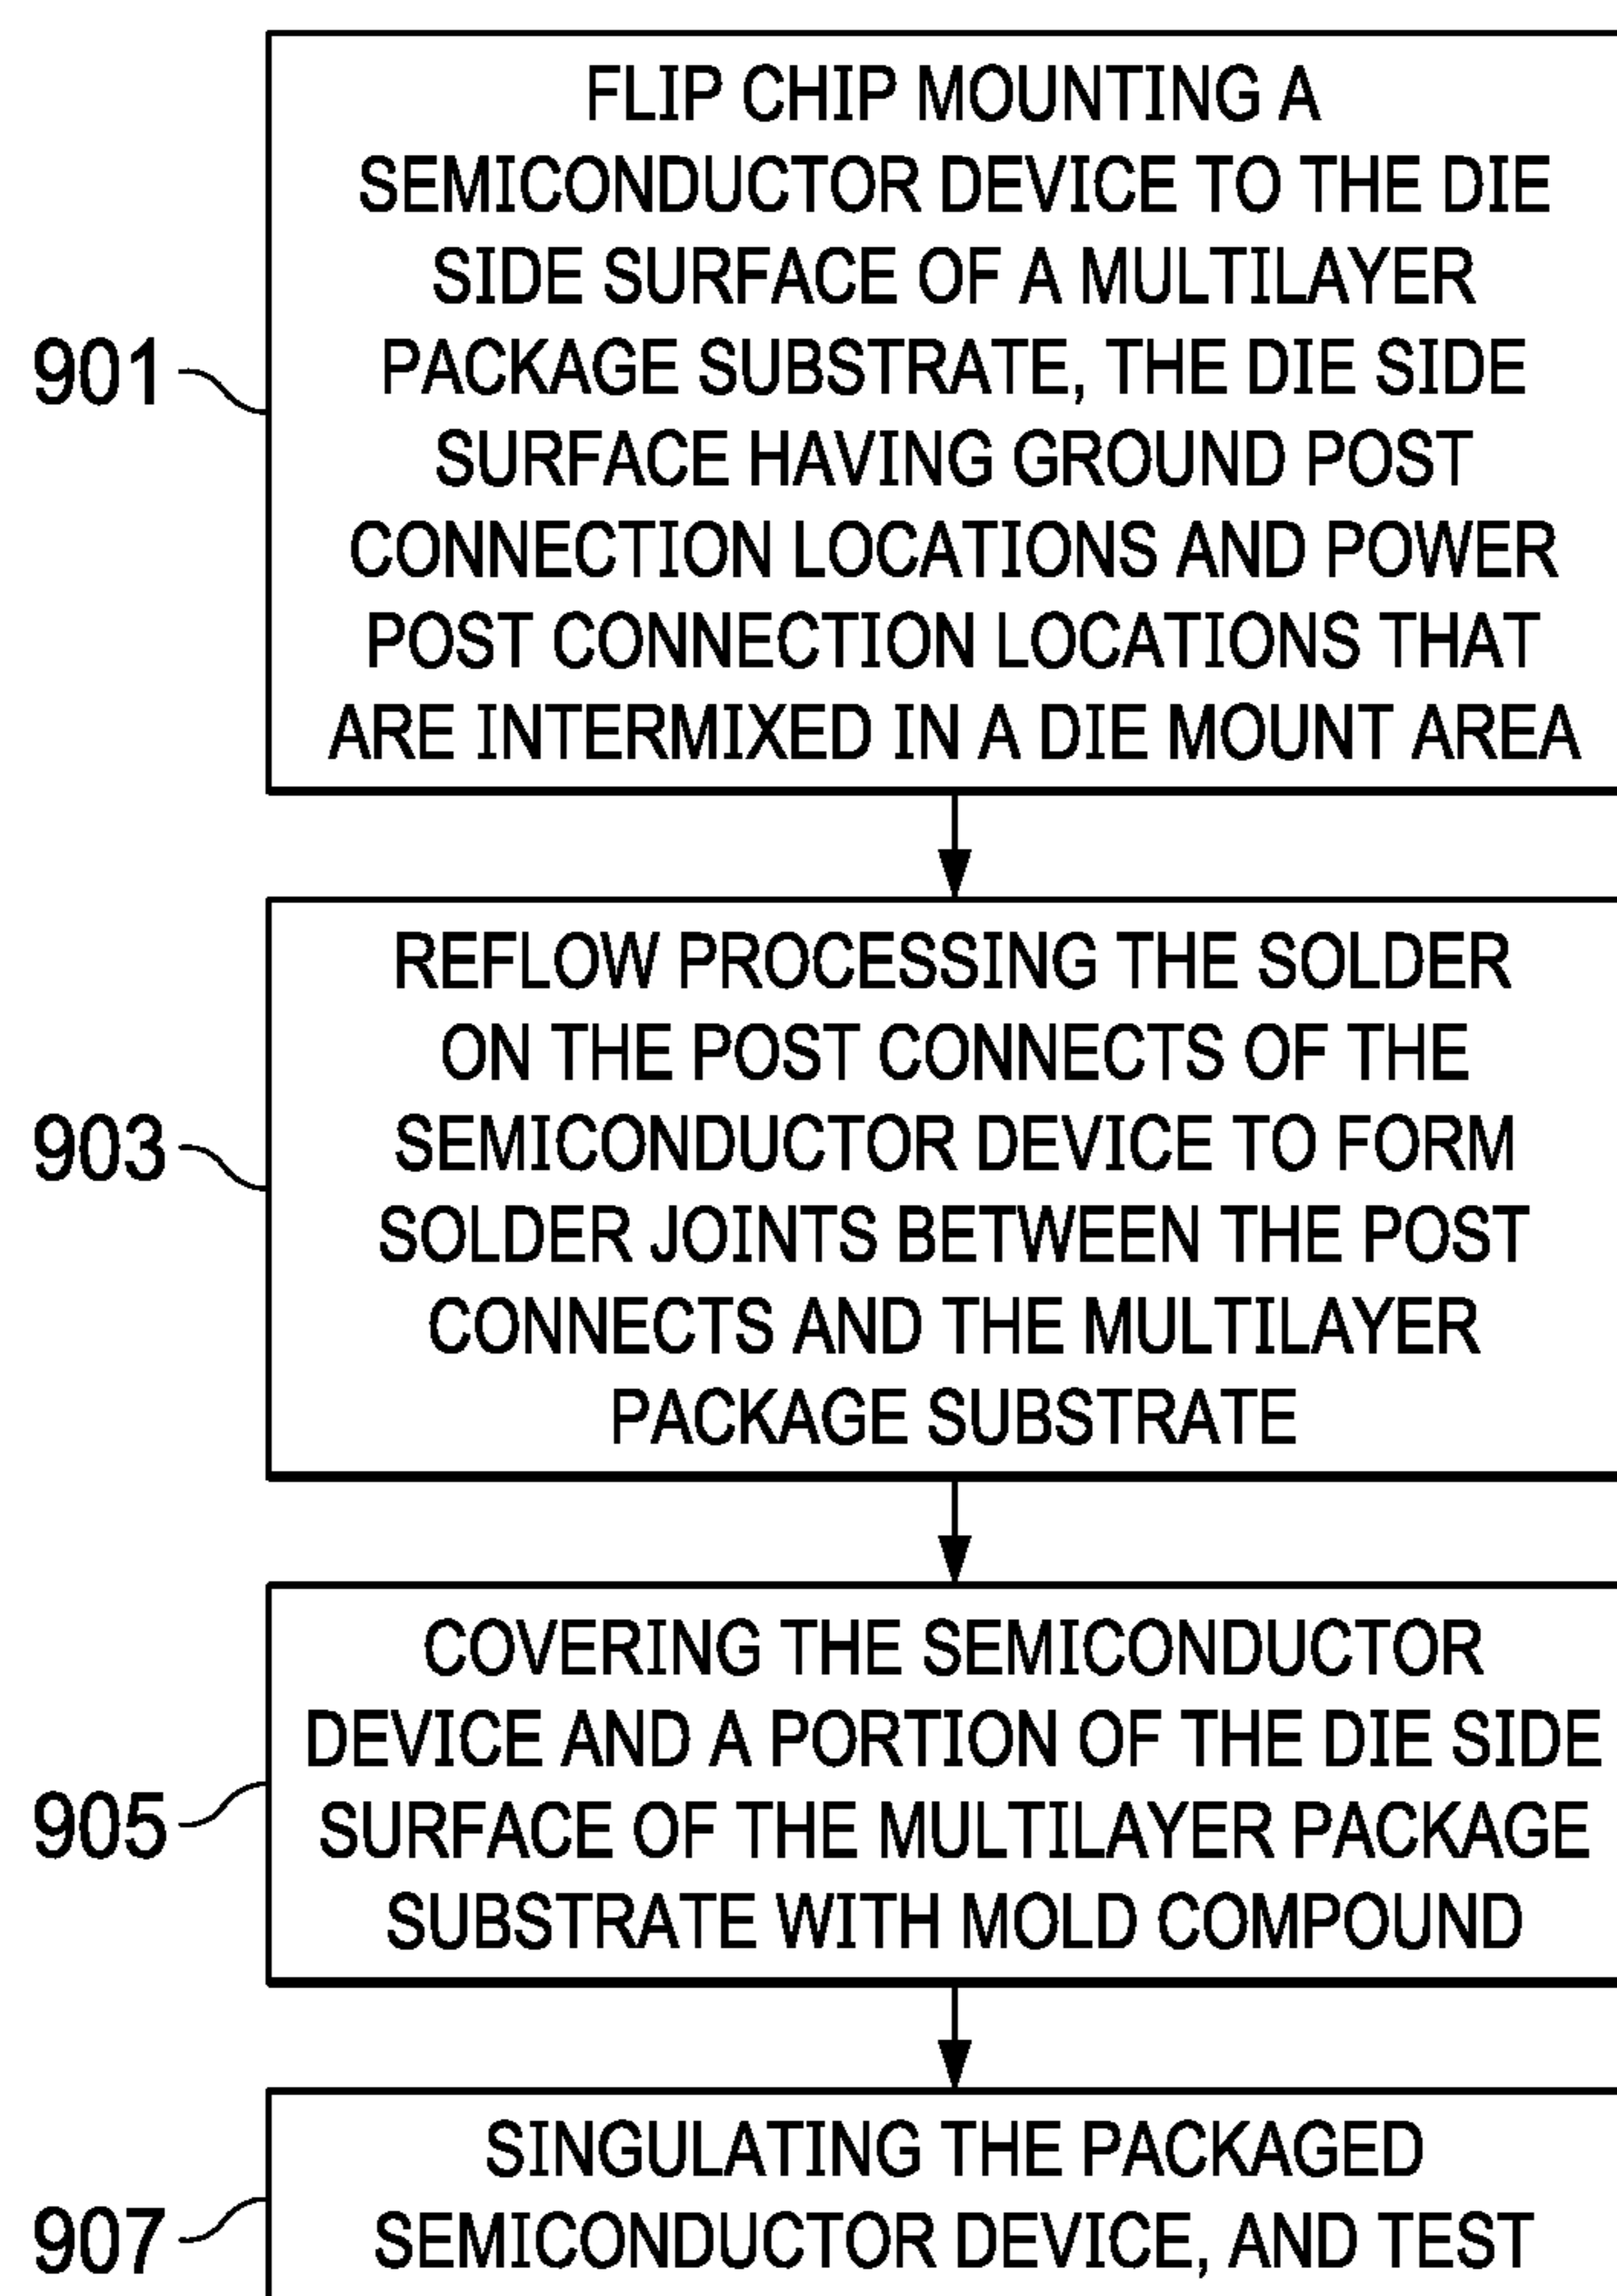 FLIP CHIP MOUNTING A
SEMICONDUCTOR DEVICE TO THE DIE
SIDE SURFACE OF A MULTILAYER
PACKAGE SUBSTRATE, THE DIE SIDE
SURFACE HAVING GROUND POST
CONNECTION LOCATIONS AND POWER
POST CONNECTION LOCATIONS THAT
ARE INTERMIXED IN A DIE MOUNT AREA
901
REFLOW PROCESSING THE SOLDER
ON THE POST CONNECTS OF THE
SEMICONDUCTOR DEVICE TO FORM
SOLDER JOINTS BETWEEN THE POST
CONNECTS AND THE MULTILAYER
PACKAGE SUBSTRATE
903
COVERING THE SEMICONDUCTOR
DEVICE AND A PORTION OF THE DIE SIDE
SURFACE OF THE MULTILAYER PACKAGE
SUBSTRATE WITH MOLD COMPOUND
905
SINGULATING THE PACKAGED
SEMICONDUCTOR DEVICE, AND TEST
907